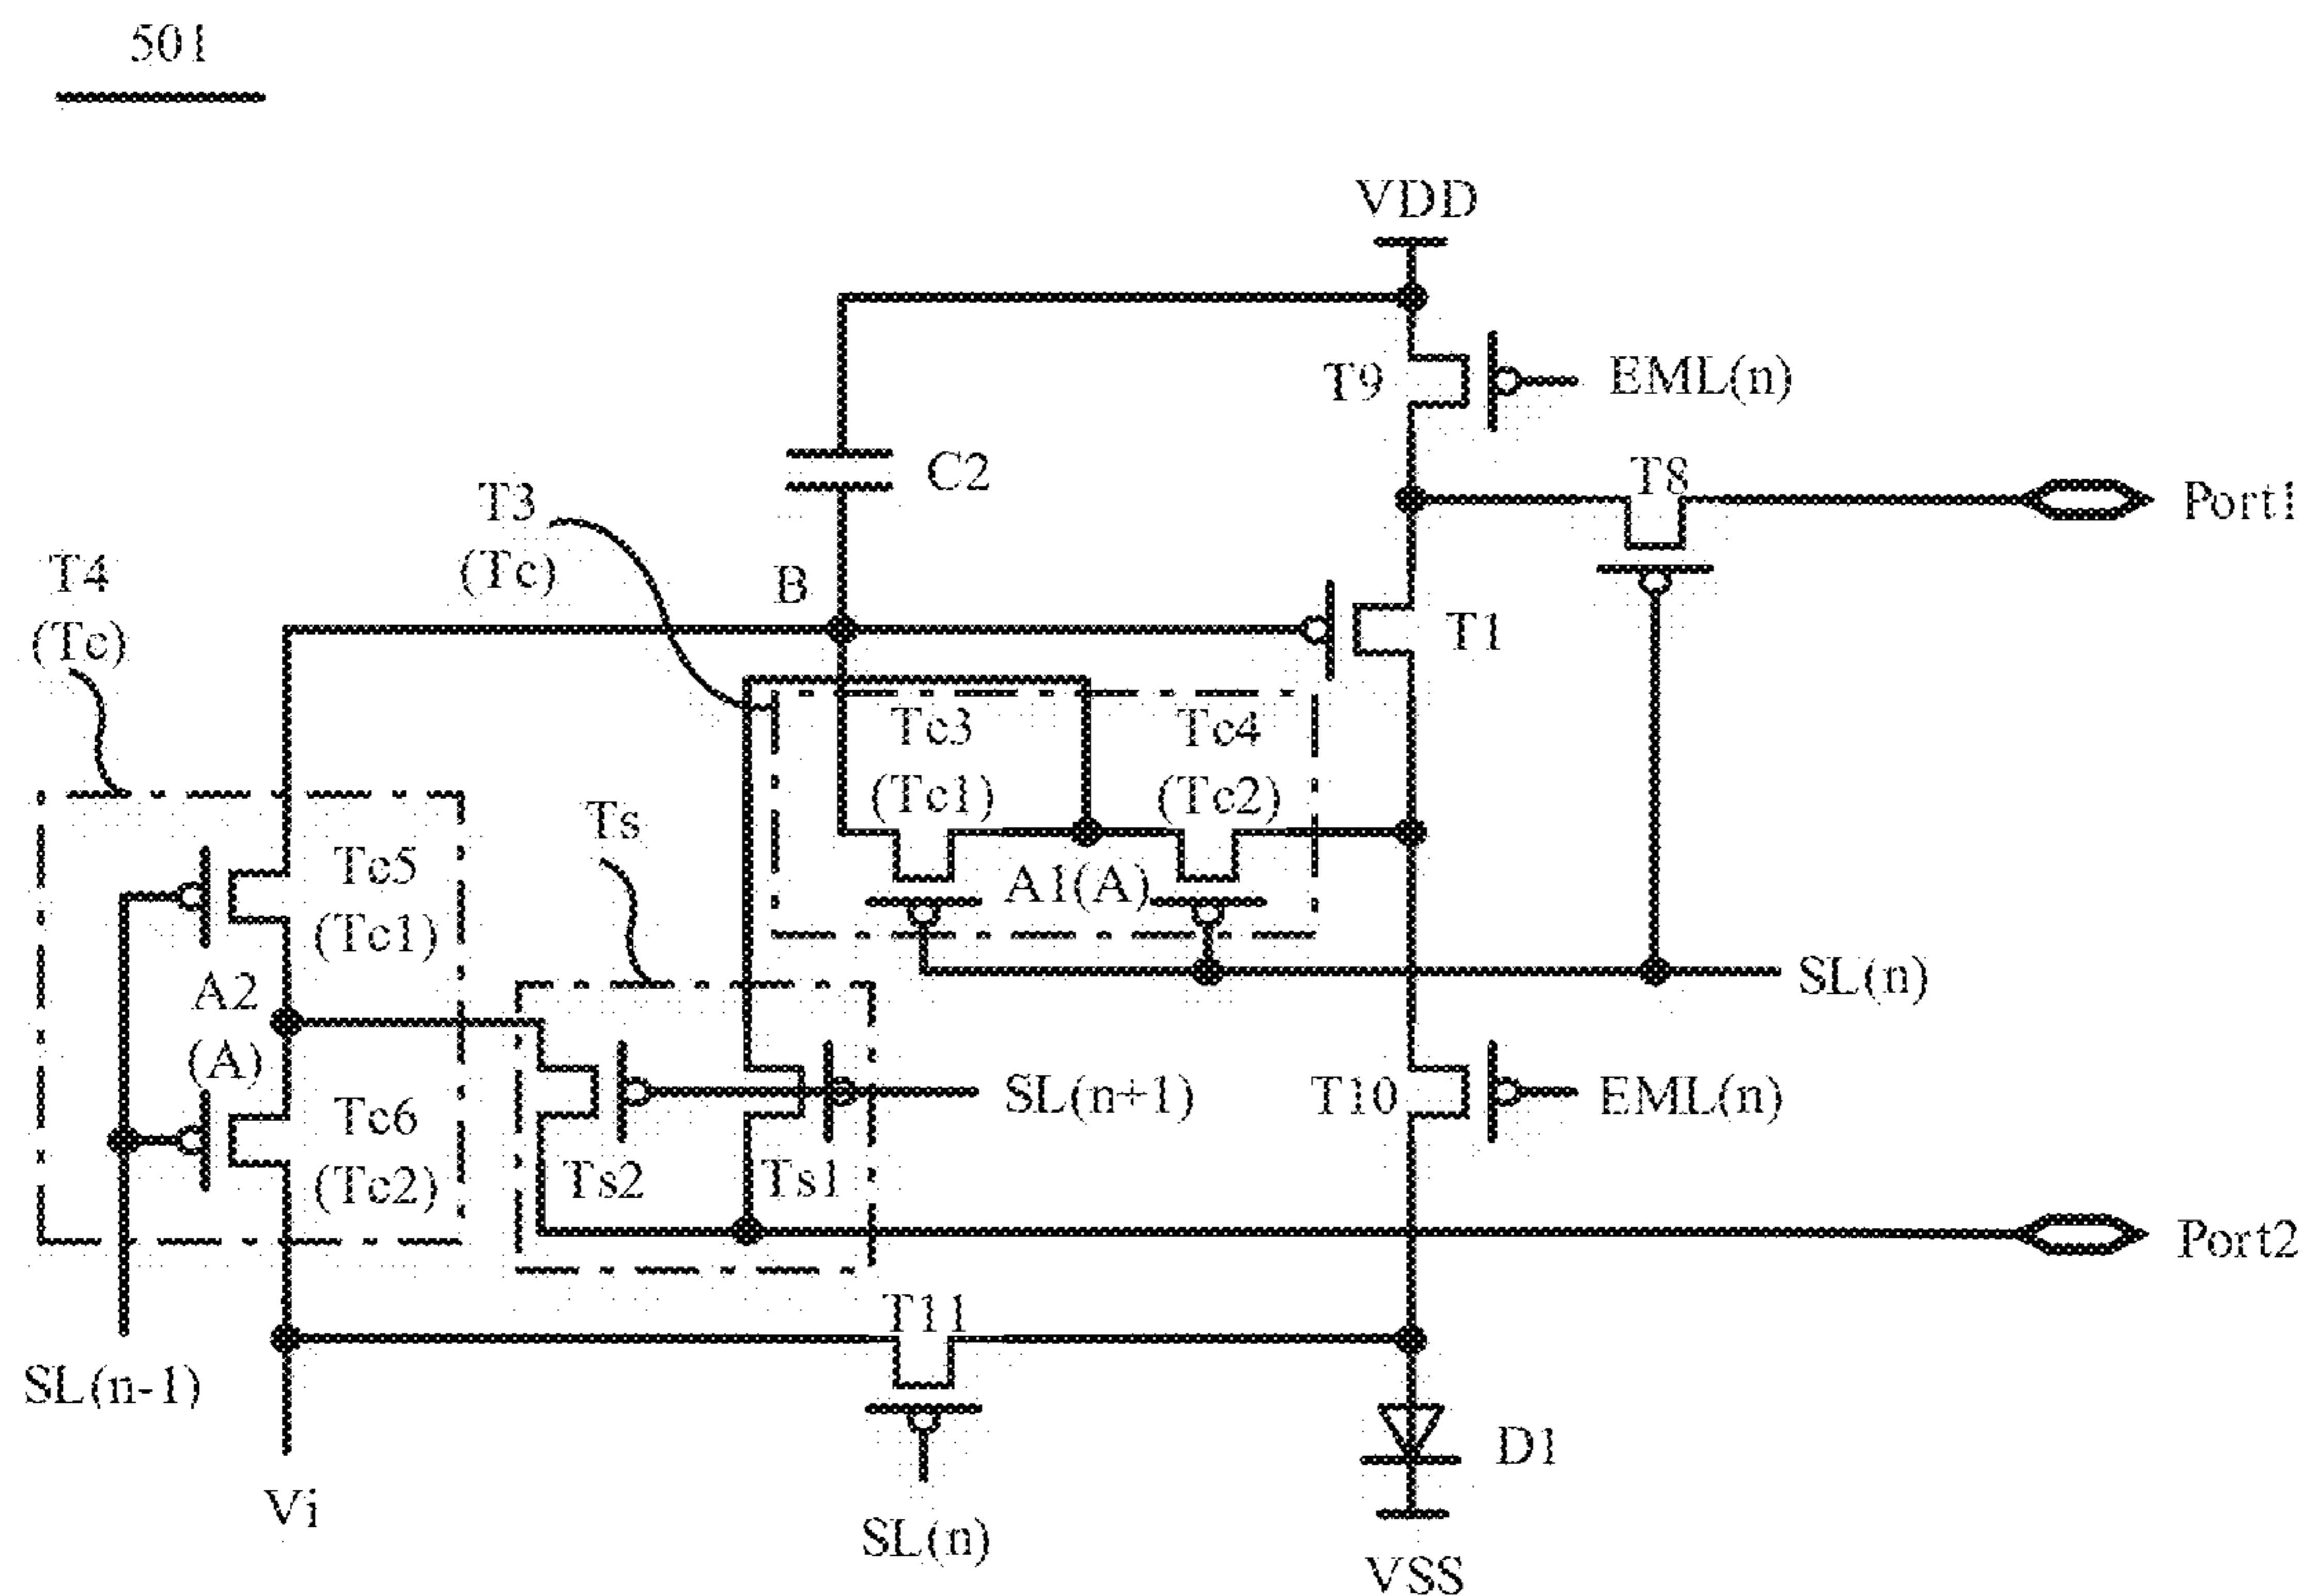 501
VDD
T9
EML(n)
C2
T8
Port1
T3
(Tc)
T4
(Tc)
B
T1
Tc3
(Tc1)
Tc4
(Tc2)
Ts
Tc5
(Tc1)
A1(A)
SL(n)
A2
(A)
SL(n+1)
T10
EML(n)
Tc6
(Tc2)
Ts2
Ts1
Port2
T11
SL(n-1)
D1
Vi
SL(n)
VSS